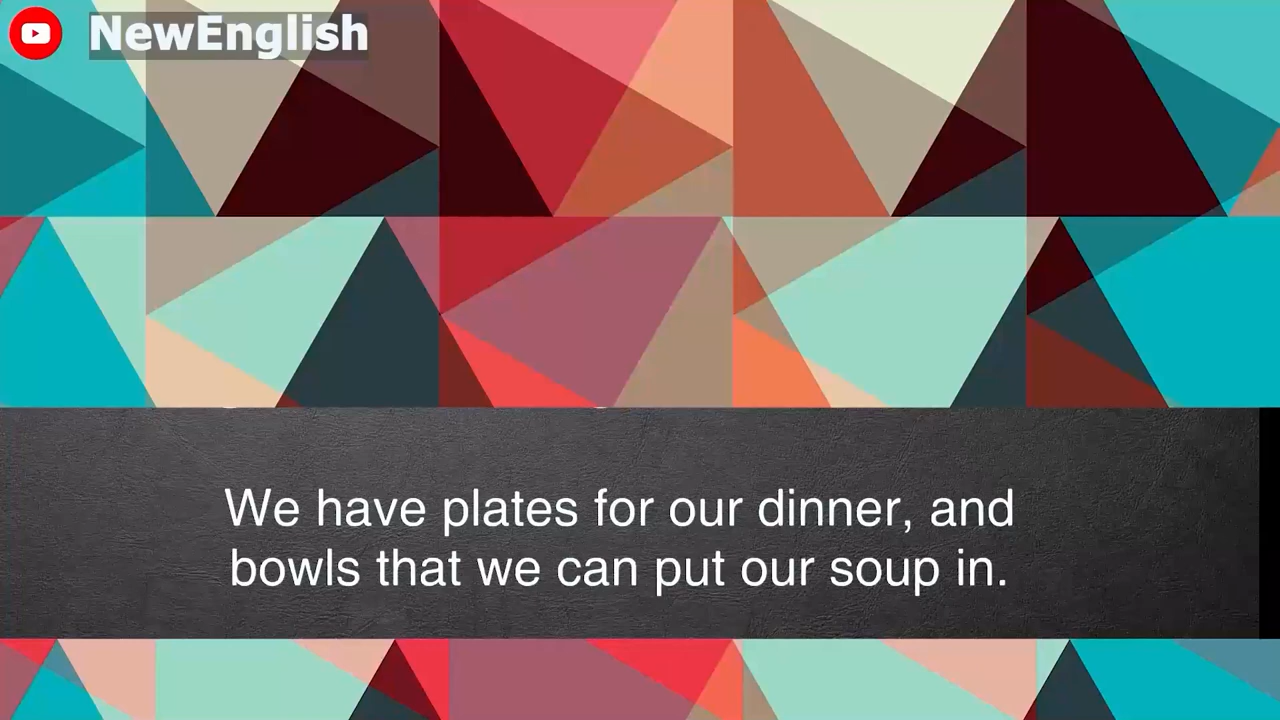 NewEnglish
We have plates for our dinner, and
bowls that we can put our soup in.